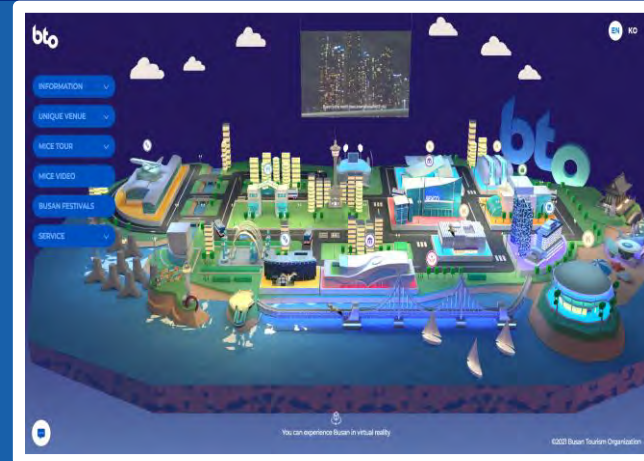 bto
EN KO
INFORMATION
UNIQUE VENUE
MICE TOUR
MICE VIDEO
BUSAN FESTIVALS
SERVICE
bto
BEXCO
You can experience Busan in virtual reality
©2021 Busan Tourism Organization